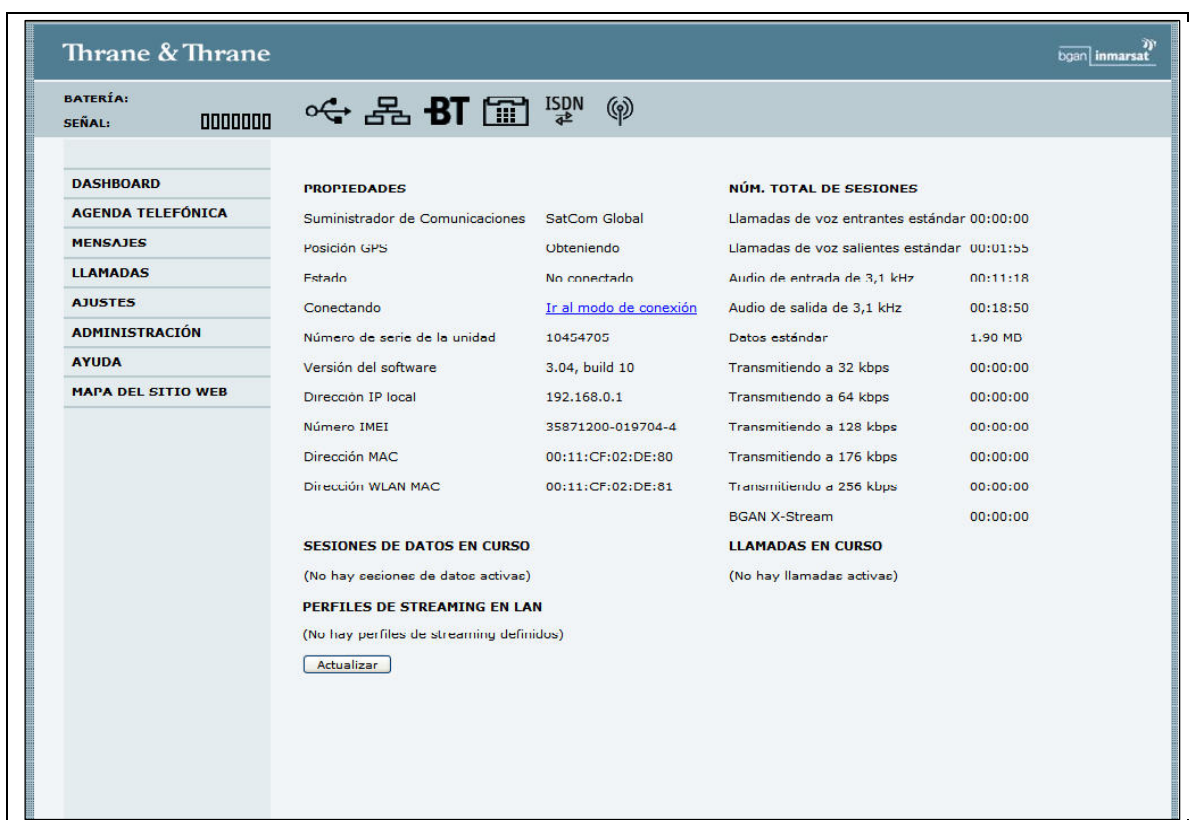 Thrane & Thrane
bgan inmarsat
BATERÍA:
SEÑAL:
BT
ISDN
DASHBOARD
AGENDA TELEFÓNICA
MENSAJES
LLAMADAS
AJUSTES
ADMINISTRACIÓN
AYUDA
MAPA DEL SITIO WEB
PROPIEDADES
Suministrador de Comunicaciones SatCom Global
Posición GPS Obteniendo
Estado No conectado
Conectando Ir al modo de conexión
Número de serie de la unidad 10454705
Versión del software 3.04, build 10
Dirección IP local 192.168.0.1
Número IMEI 35871200-019704-4
Dirección MAC 00:11:CF:02:DE:80
Dirección WLAN MAC 00:11:CF:02:DE:81
NÚM. TOTAL DE SESIONES
Llamadas de voz entrantes estándar 00:00:00
Llamadas de voz salientes estándar 00:01:55
Audio de entrada de 3,1 kHz 00:11:18
Audio de salida de 3,1 kHz 00:18:50
Datos estándar 1.90 MB
Transmitiendo a 32 kbps 00:00:00
Transmitiendo a 64 kbps 00:00:00
Transmitiendo a 128 kbps 00:00:00
Transmitiendo a 176 kbps 00:00:00
Transmitiendo a 256 kbps 00:00:00
BGAN X-Stream 00:00:00
SESIONES DE DATOS EN CURSO
(No hay sesiones de datos activas)
LLAMADAS EN CURSO
(No hay llamadas activas)
PERFILES DE STREAMING EN LAN
(No hay perfiles de streaming definidos)
Actualizar